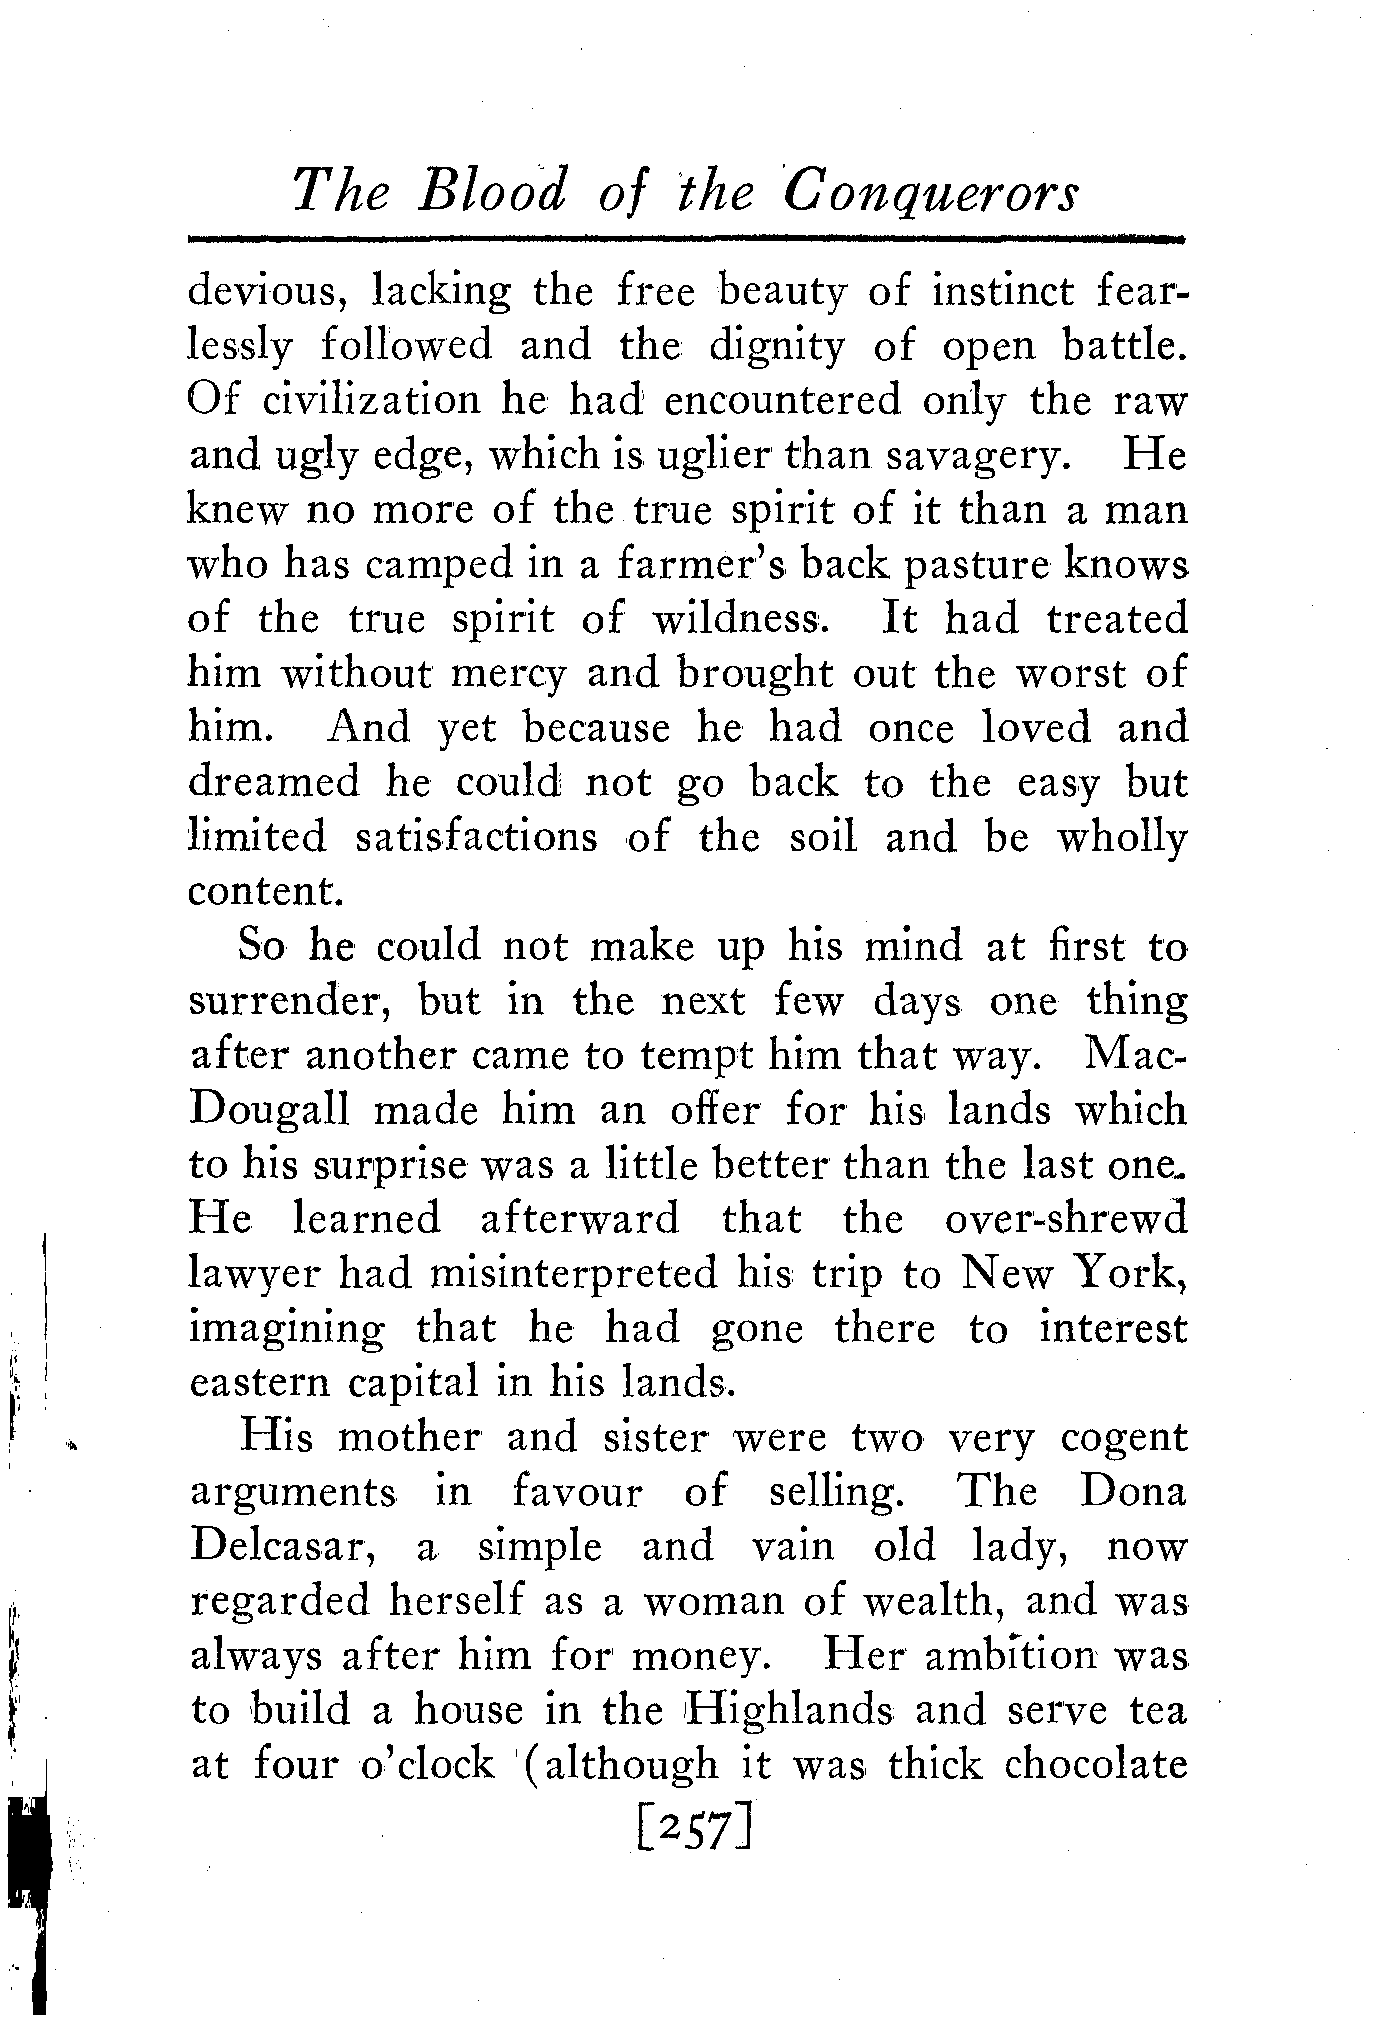 The Blood of the Conquerors
devious, lacking the free beauty of instinct fear-
lessly followed and the dignity of open battle.
Of civilization he had encountered only the raw
and ugly edge, which is uglier than savagery. He
knew no more of the true spirit of it than a man
who has camped in a farmer's back pasture knows
of the true spirit of wildness. It had treated
him without mercy and brought out the worst of
him. And yet because he had once loved and
dreamed he could not go back to the easy but
limited satisfactions of the soil and be wholly
content.
So he could not make up his mind at first to
surrender, but in the next few days one thing
after another came to tempt him that way. Mac-
Dougall made him an offer for his lands which
to his surprise was a little better than the last one.
He learned afterward that the over-shrewd
lawyer had misinterpreted his trip to New York,
imagining that he had gone there to interest
eastern capital in his lands.
His mother and sister were two very cogent
arguments in favour of selling. The Dona
Delcasar, a simple and vain old lady, now
regarded herself as a woman of wealth, and was
always after him for money. Her ambition was
to build a house in the Highlands and serve tea
at four o'clock (although it was thick chocolate
[257]